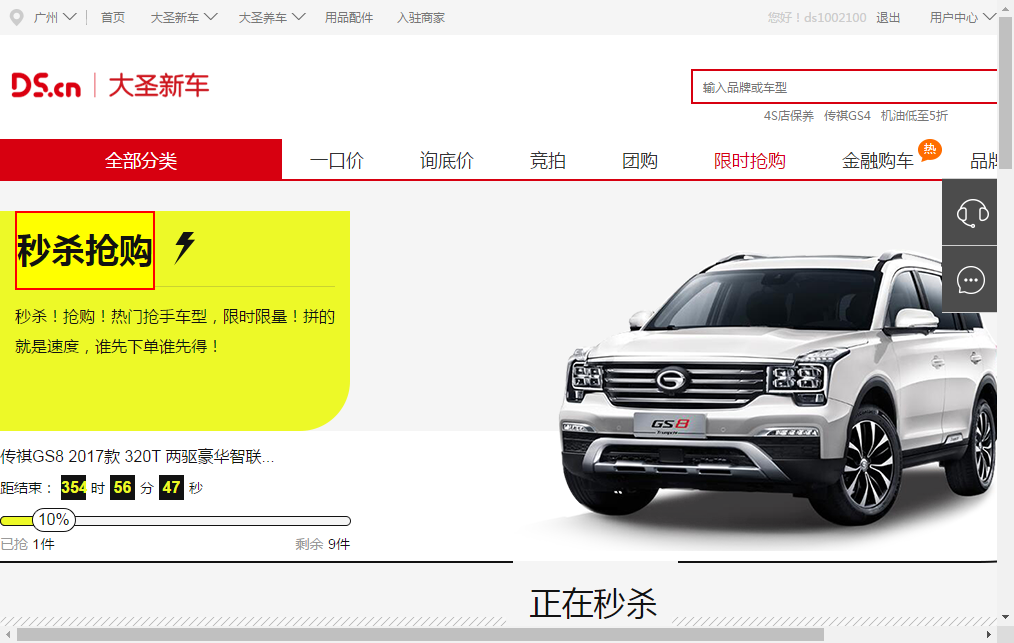 广州 首页 大圣新车 大圣养车 用品配件 入驻商家 您好！ds1002100 退出 用户中心
DS.cn 大圣新车
输入品牌或车型
4S店保养 传祺GS4 机油低至5折
全部分类 一口价 询底价 竞拍 团购 限时抢购 金融购车 热 品牌
秒杀抢购
秒杀！抢购！热门抢手车型，限时限量！拼的
就是速度，谁先下单谁先得！
GS8
Trumpchi
传祺GS8 2017款 320T 两驱豪华智联...
距结束： 354 时 56 分 47 秒
10%
已抢 1件 剩余 9件
正在秒杀